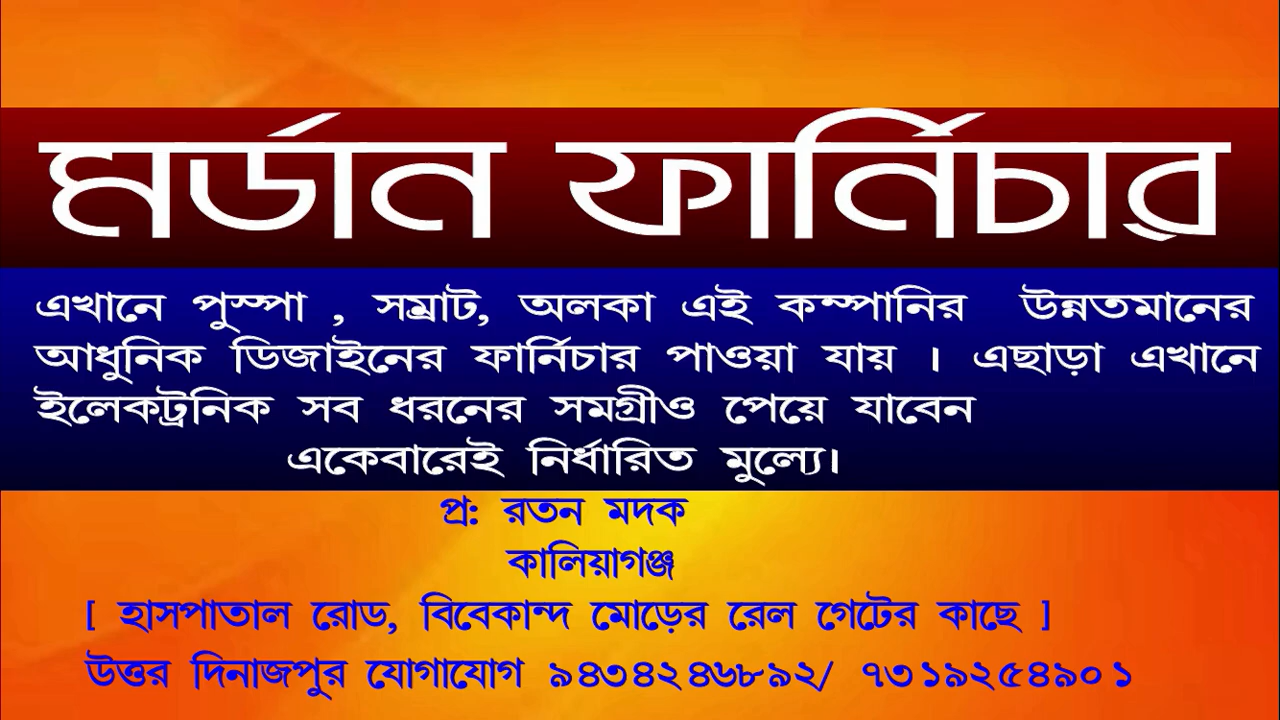 মর্ডান ফার্নিচার
এখানে পুস্পা , সম্রাট, অলকা এই কম্পানির উন্নতমানের
আধুনিক ডিজাইনের ফার্নিচার পাওয়া যায় । এছাড়া এখানে
ইলেকট্রনিক সব ধরনের সমগ্রীও পেয়ে যাবেন
একেবারেই নির্ধারিত মুল্যে।
প্র: রতন মদক
কালিয়াগঞ্জ
[ হাসপাতাল রোড, বিবেকান্দ মোড়ের রেল গেটের কাছে ]
উত্তর দিনাজপুর যোগাযোগ ৯৪৩৪২৪৬৮৯২/ ৭৩১৯২৫৪৯০১